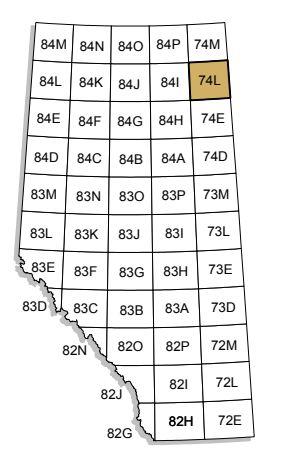 84M 84N 84O 84P 74M
84L 84K 84J 84I 74L
84E 84F 84G 84H 74E
84D 84C 84B 84A 74D
83M 83N 83O 83P 73M
83L 83K 83J 83I 73L
83E 83F 83G 83H 73E
83D 83C 83B 83A 73D
82N 82O 82P 72M
82J 82I 72L
82G 82H 72E